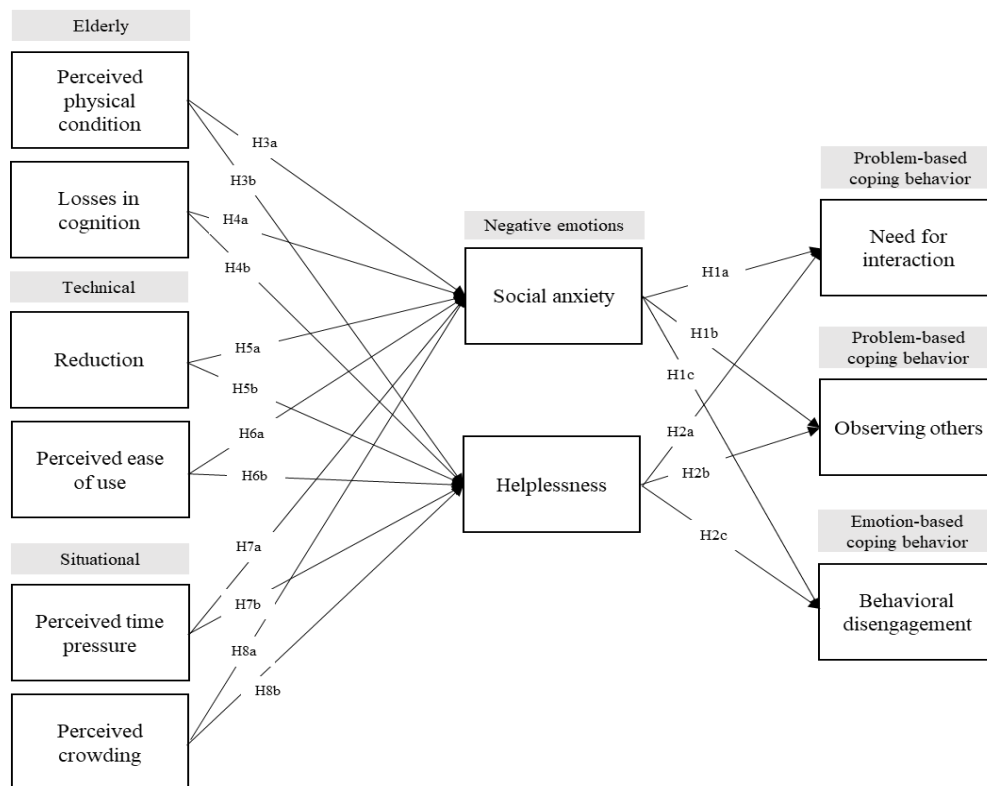 Elderly
Perceived
physical
condition
Losses in
cognition
Technical
Reduction
Perceived ease
of use
Situational
Perceived time
pressure
Perceived
crowding
H3a
H3b
H4a
H4b
H5a
H5b
H6a
H6b
H7a
H7b
H8a
H8b
Negative emotions
Social anxiety
Helplessness
H1a
H1b
H1c
H2a
H2b
H2c
Problem-based
coping behavior
Need for
interaction
Problem-based
coping behavior
Observing others
Emotion-based
coping behavior
Behavioral
disengagement